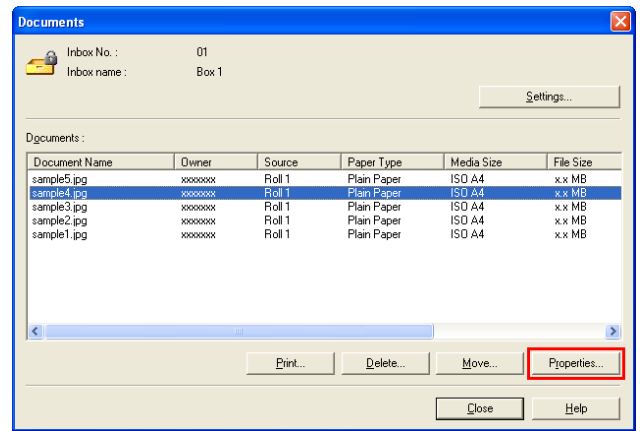 Documents
Inbox No. : 01
Inbox name : Box 1
Settings...
Documents :
Document Name Owner Source Paper Type Media Size File Size
sample5.jpg xxxxxxx Roll 1 Plain Paper ISO A4 x.x MB
sample4.jpg xxxxxxx Roll 1 Plain Paper ISO A4 x.x MB
sample3.jpg xxxxxxx Roll 1 Plain Paper ISO A4 x.x MB
sample2.jpg xxxxxxx Roll 1 Plain Paper ISO A4 x.x MB
sample1.jpg xxxxxxx Roll 1 Plain Paper ISO A4 x.x MB
Print... Delete... Move... Properties...
Close Help